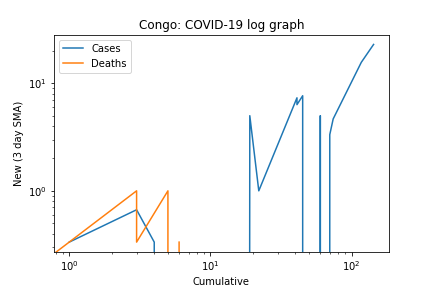 Congo: COVID-19 log graph
Cases
Deaths
New (3 day SMA)
10¹
10⁰
10⁰
10¹
10²
Cumulative